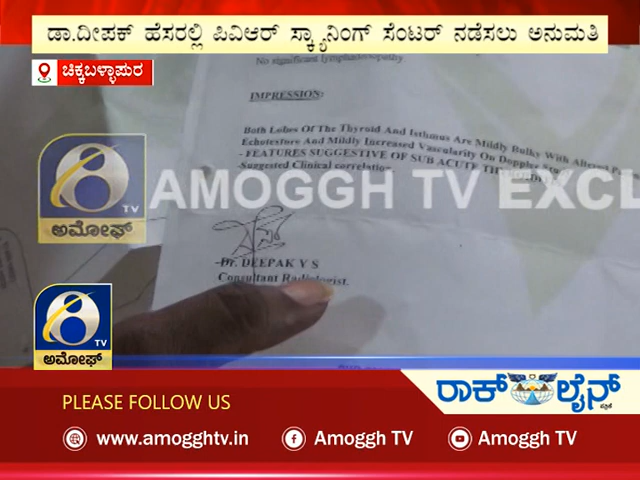 ಡಾ.ದೀಪಕ್ ಹೆಸರಲ್ಲಿ ಪಿವಿಆರ್ ಸ್ಕ್ಯಾನಿಂಗ್ ಸೆಂಟರ್ ನಡೆಸಲು ಅನುಮತಿ
ಚಿಕ್ಕಬಳ್ಳಾಪುರ
No significant lymphadenopathy
IMPRESSION:
Both Lobes Of The Thyroid And Isthmus Are Mildly Bulky With Altered
Echotexture And Mildly Increased Vascularity On Doppler
- FEATURES SUGGESTIVE OF SUB ACUTE
Suggested Clinical correlation
TV
ಅಮೋಘ್
AMOGGH TV EXCL
Dr. DEEPAK Y S
Consultant Radiologist.
TV
ಅಮೋಘ್
ರಾಕ್ ಲೈನ್
ಪತ್ರಿಕೆ
PLEASE FOLLOW US
www.amogghtv.in
Amoggh TV
Amoggh TV